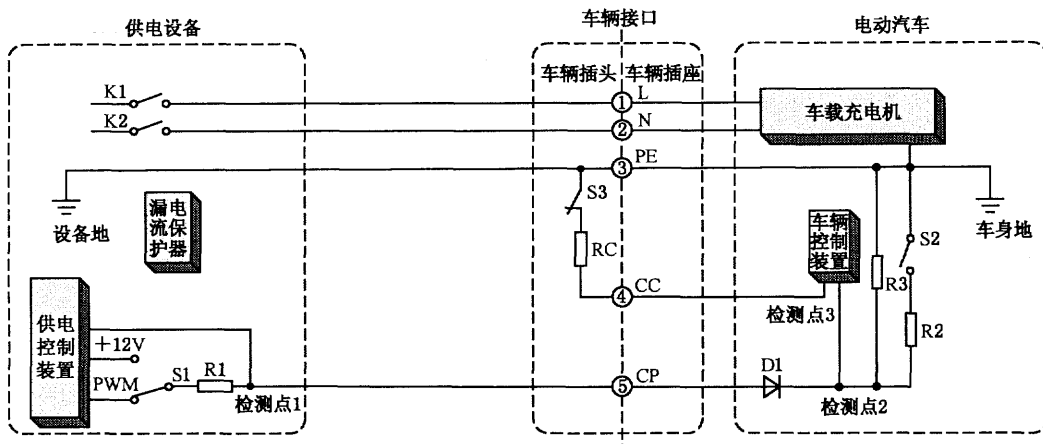 供电设备
车辆接口
电动汽车
车辆插头
车辆插座
K1
K2
① L
② N
③ PE
车载充电机
设备地
漏电
流保
护器
S3
RC
④ CC
车辆
控制
装置
检测点3
R3
S2
R2
车身地
供电
控制
装置
+12V
PWM
S1
R1
检测点1
⑤ CP
D1
检测点2